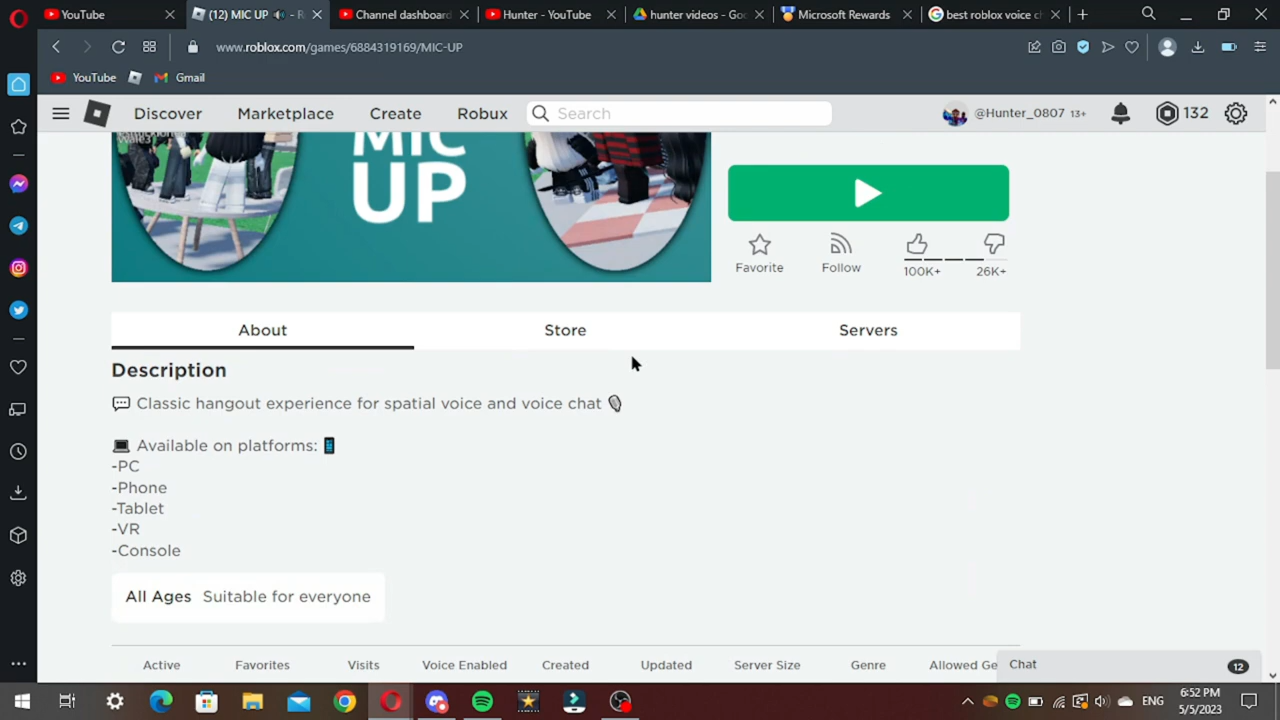 YouTube
(12) MIC UP - R
Channel dashboard
Hunter - YouTube
hunter videos - Goo
Microsoft Rewards
best roblox voice ch
www.roblox.com/games/6884319169/MIC-UP
YouTube
Gmail
Discover
Marketplace
Create
Robux
Search
@Hunter_0807 13+
132
MIC
UP
Favorite
Follow
100K+
26K+
About
Store
Servers
Description
Classic hangout experience for spatial voice and voice chat
Available on platforms:
-PC
-Phone
-Tablet
-VR
-Console
All Ages Suitable for everyone
Active
Favorites
Visits
Voice Enabled
Created
Updated
Server Size
Genre
Allowed Ge
Chat
12
ENG
6:52 PM
5/5/2023